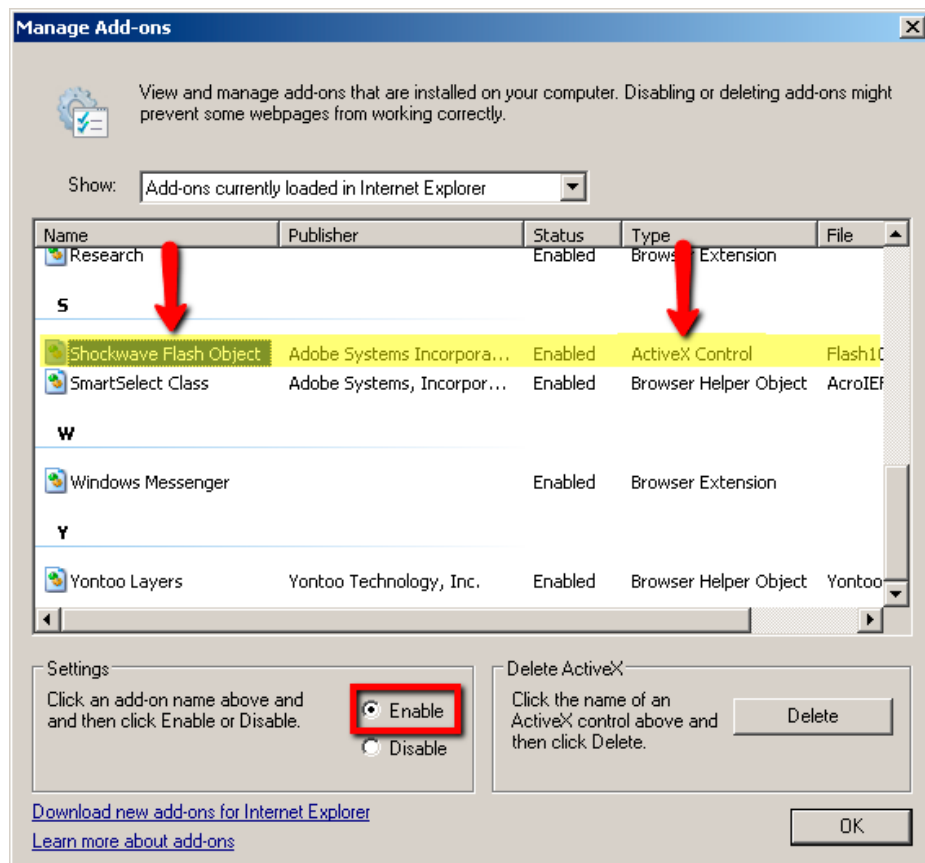 Manage Add-ons
View and manage add-ons that are installed on your computer. Disabling or deleting add-ons might
prevent some webpages from working correctly.
Show: Add-ons currently loaded in Internet Explorer
Name Publisher Status Type File
Research Enabled Browser Extension
S
Shockwave Flash Object Adobe Systems Incorpora... Enabled ActiveX Control Flash10
SmartSelect Class Adobe Systems, Incorpor... Enabled Browser Helper Object AcroIEF
W
Windows Messenger Enabled Browser Extension
Y
Yontoo Layers Yontoo Technology, Inc. Enabled Browser Helper Object Yontoo
Settings
Click an add-on name above and
and then click Enable or Disable.
Enable
Disable
Delete ActiveX
Click the name of an
ActiveX control above and
then click Delete.
Delete
Download new add-ons for Internet Explorer
Learn more about add-ons
OK